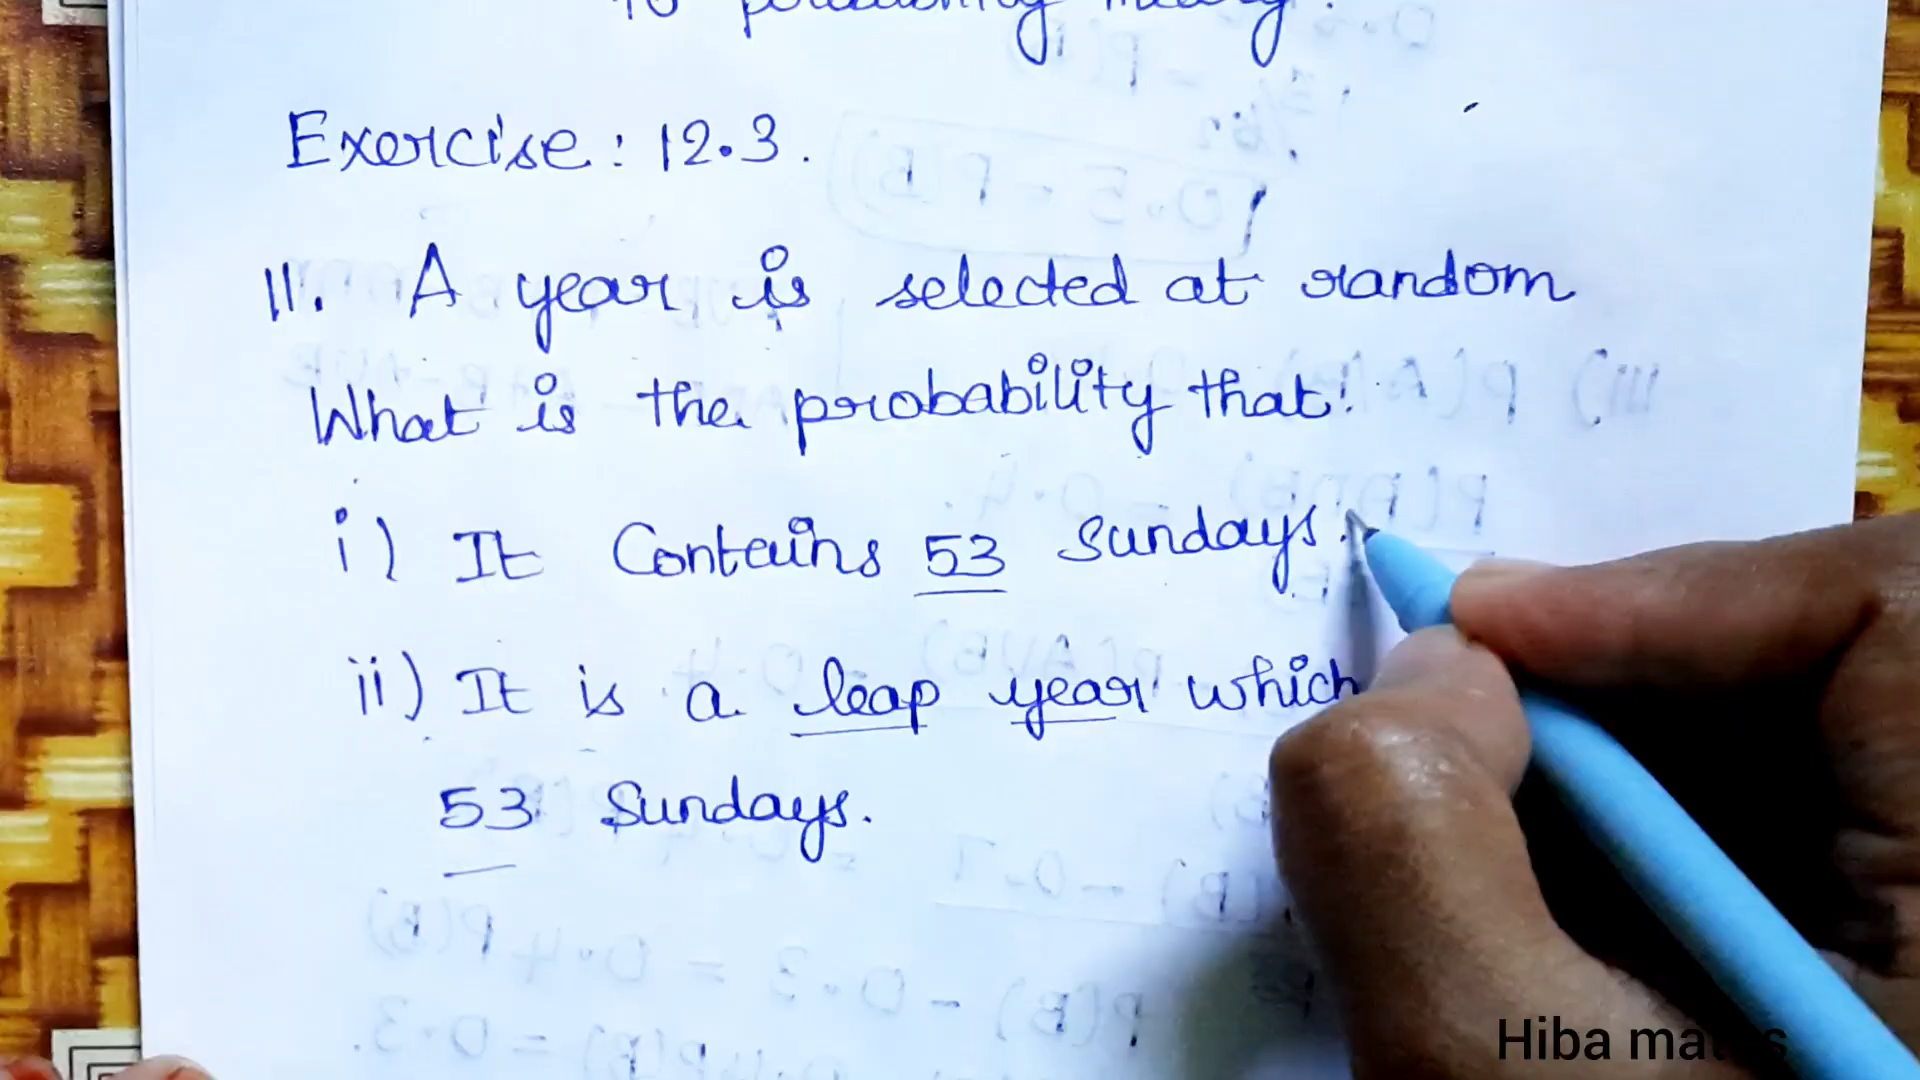 Exercise: 12.3.
11. A year is selected at random
What is the probability that:
i) It Contains 53 Sundays.
ii) It is a leap year which
53 Sundays.
Hiba